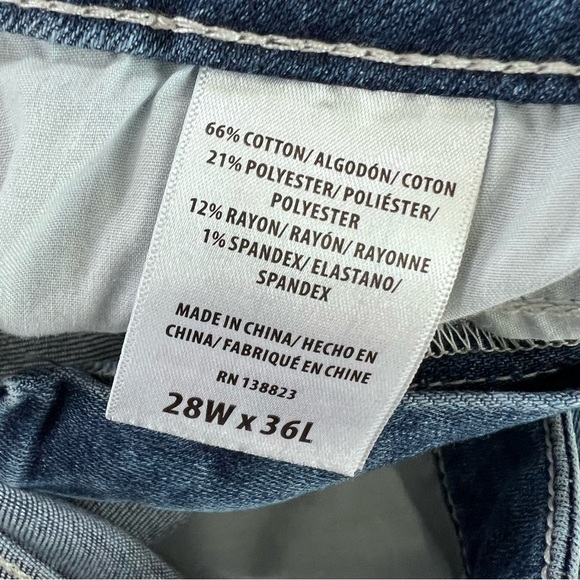 66% COTTON/ ALGODÓN/ COTON
21% POLYESTER/ POLIÉSTER/
POLYESTER
12% RAYON/ RAYÓN/ RAYONNE
1% SPANDEX/ ELASTANO/
SPANDEX
MADE IN CHINA/ HECHO EN
CHINA/ FABRIQUÉ EN CHINE
RN 138823
28W x 36L